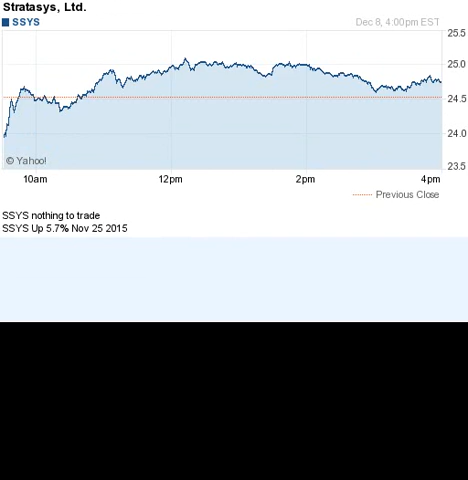 Stratasys, Ltd.
SSYS Dec 8, 4:00pm EST
25.5
25.0
24.5
24.0
23.5
© Yahoo!
10am 12pm 2pm 4pm
Previous Close
SSYS nothing to trade
SSYS Up 5.7% Nov 25 2015